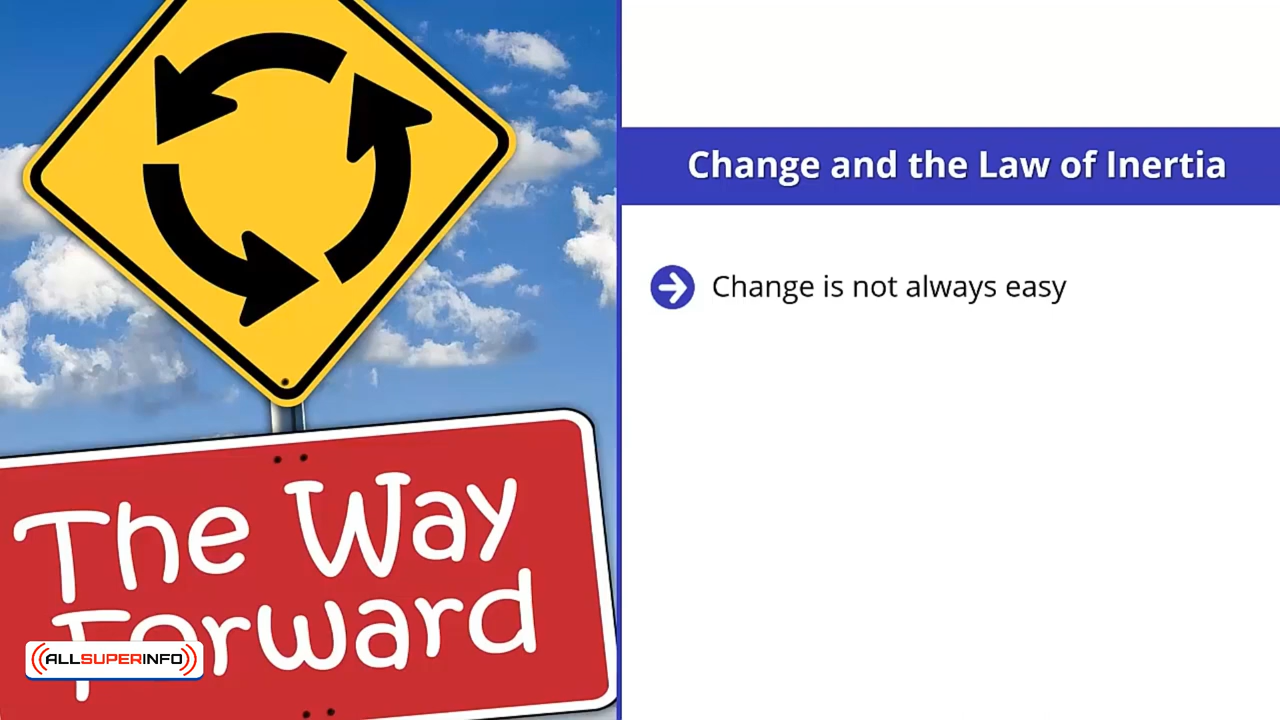 The Way
Forward
ALLSUPERINFO
Change and the Law of Inertia
Change is not always easy